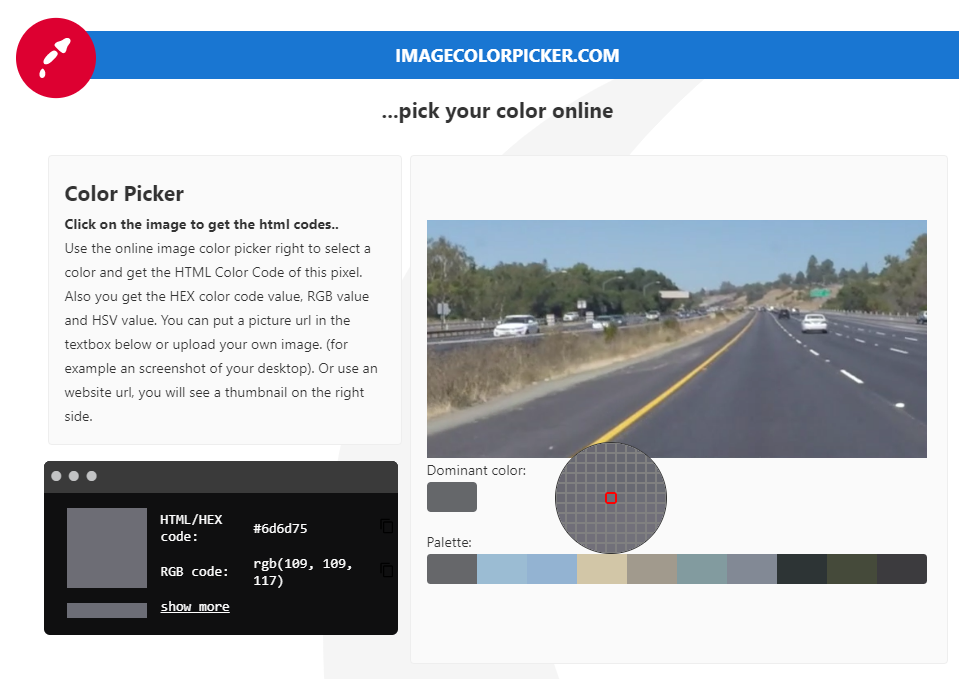 IMAGECOLORPICKER.COM
...pick your color online
Color Picker
Click on the image to get the html codes..
Use the online image color picker right to select a
color and get the HTML Color Code of this pixel.
Also you get the HEX color code value, RGB value
and HSV value. You can put a picture url in the
textbox below or upload your own image. (for
example an screenshot of your desktop). Or use an
website url, you will see a thumbnail on the right
side.
HTML/HEX
code:
#6d6d75
RGB code:
rgb(109, 109,
117)
show more
Dominant color:
Palette: